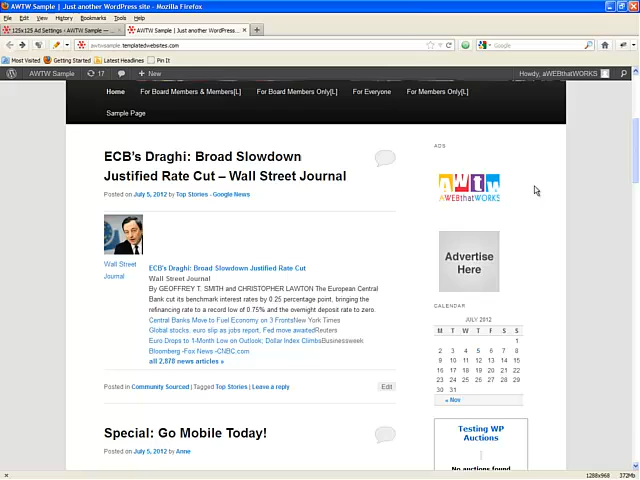 AWTW Sample | Just another WordPress site - Mozilla Firefox
File Edit View History Bookmarks Tools Help
125x125 Ad Settings ‹ AWTW Sample — ...
AWTW Sample | Just another WordPress...
awtwsample.templatedwebsites.com
Google
Most Visited Getting Started Latest Headlines Pin It
AWTW Sample 17 + New Howdy, aWEBthatWORKS
Home For Board Members & Members[L] For Board Members Only[L] For Everyone For Members Only[L]
Sample Page
ECB's Draghi: Broad Slowdown
Justified Rate Cut – Wall Street Journal
Posted on July 5, 2012 by Top Stories - Google News
Wall Street
Journal
ECB's Draghi: Broad Slowdown Justified Rate Cut
Wall Street Journal
By GEOFFREY T. SMITH and CHRISTOPHER LAWTON The European Central
Bank cut its benchmark interest rates by 0.25 percentage point, bringing the
refinancing rate to a record low of 0.75% and the overnight deposit rate to zero.
Central Banks Move to Fuel Economy on 3 FrontsNew York Times
Global stocks, euro slip as jobs report, Fed move awaitedReuters
Euro Drops to 1-Month Low on Outlook; Dollar Index ClimbsBusinessweek
Bloomberg -Fox News -CNBC.com
all 2,878 news articles »
Posted in Community Sourced | Tagged Top Stories | Leave a reply Edit
Special: Go Mobile Today!
Posted on July 5, 2012 by Anne
ADS
AWTW
AWEBthatWORKS
Advertise
Here
CALENDAR
JULY 2012
M T W T F S S
1
2 3 4 5 6 7 8
9 10 11 12 13 14 15
16 17 18 19 20 21 22
23 24 25 26 27 28 29
30 31
« Nov
Testing WP
Auctions
No auctions found
1288x968 372Mb